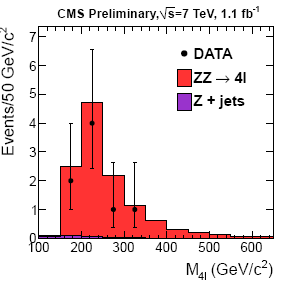 CMS Preliminary,√s=7 TeV, 1.1 fb⁻¹
Events/50 GeV/c²
7
6
5
4
3
2
1
0
DATA
ZZ → 4l
Z + jets
100 200 300 400 500 600
M₄ₗ (GeV/c²)